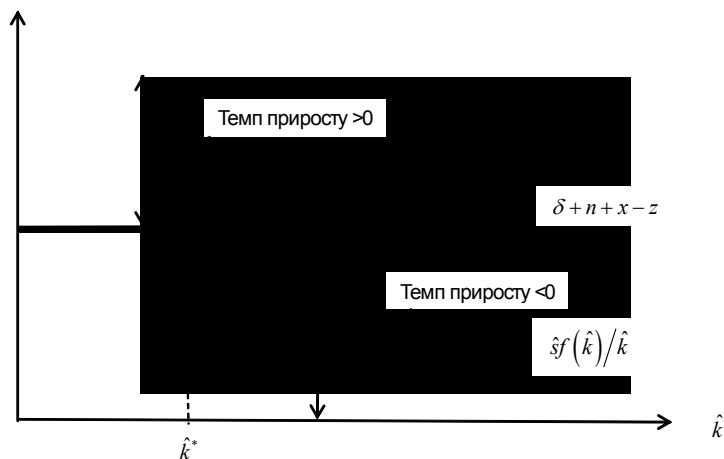 Темп приросту >0
δ + n + x − z
Темп приросту <0
ŝf(k̂)/k̂
k̂
k̂*